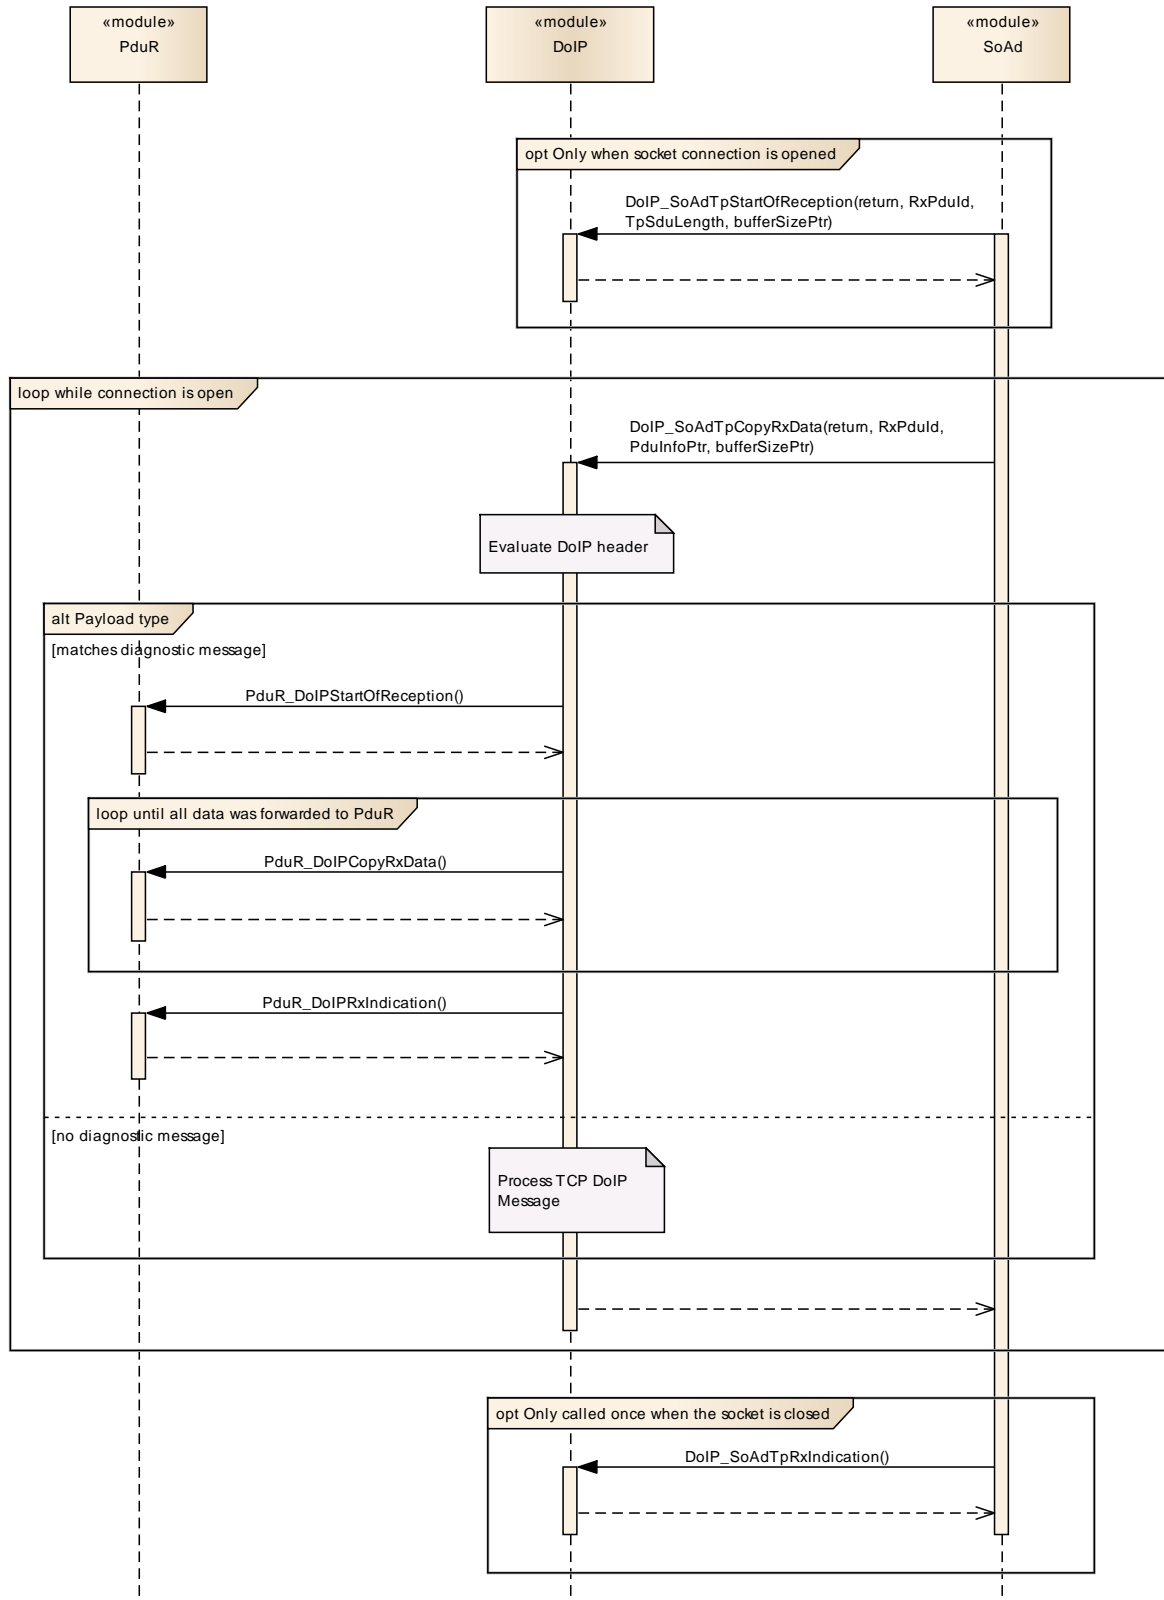 «module»
PduR
«module»
DoIP
«module»
SoAd
opt Only when socket connection is opened
DoIP_SoAdTpStartOfReception(return, RxPduId,
TpSduLength, bufferSizePtr)
loop while connection is open
DoIP_SoAdTpCopyRxData(return, RxPduId,
PduInfoPtr, bufferSizePtr)
Evaluate DoIP header
alt Payload type
[matches diagnostic message]
PduR_DoIPStartOfReception()
loop until all data was forwarded to PduR
PduR_DoIPCopyRxData()
PduR_DoIPRxIndication()
[no diagnostic message]
Process TCP DoIP
Message
opt Only called once when the socket is closed
DoIP_SoAdTpRxIndication()